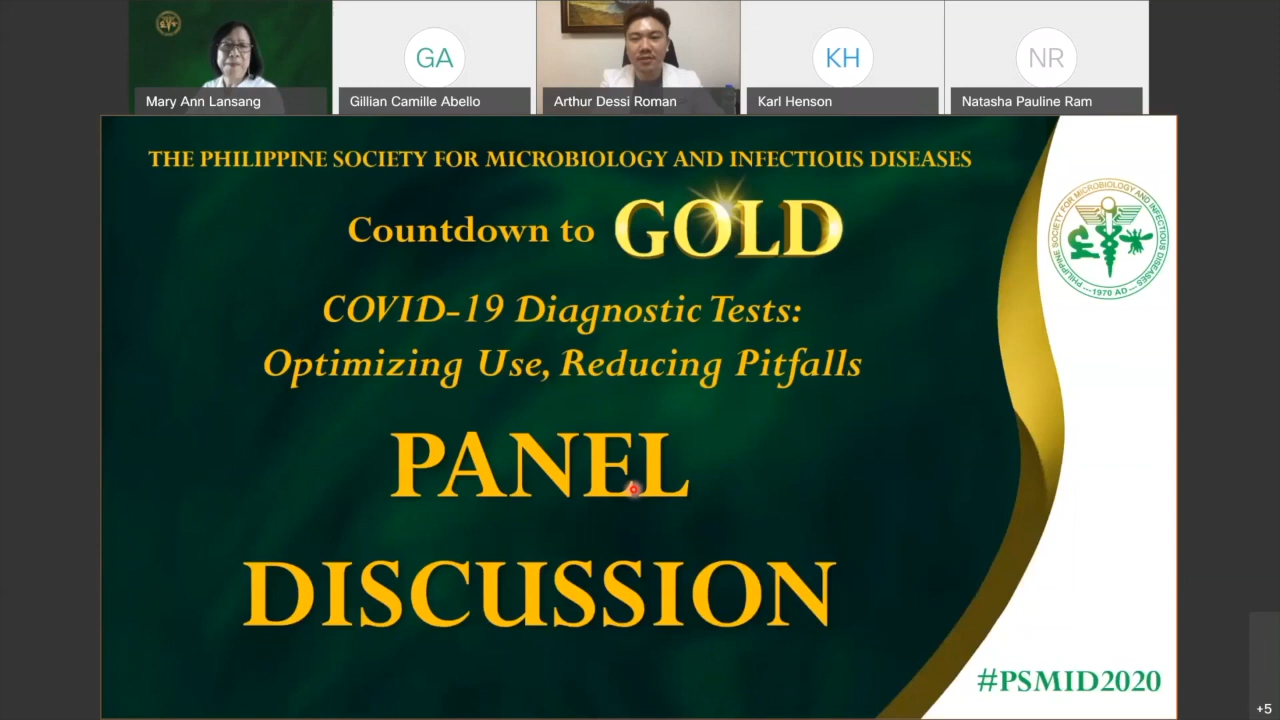 GA
KH
NR
Mary Ann Lansang
Gillian Camille Abello
Arthur Dessi Roman
Karl Henson
Natasha Pauline Ram
THE PHILIPPINE SOCIETY FOR MICROBIOLOGY AND INFECTIOUS DISEASES
Countdown to GOLD
COVID-19 Diagnostic Tests:
Optimizing Use, Reducing Pitfalls
PANEL
DISCUSSION
PHILIPPINE SOCIETY FOR MICROBIOLOGY AND INFECTIOUS DISEASES
1970 AD
#PSMID2020
+5